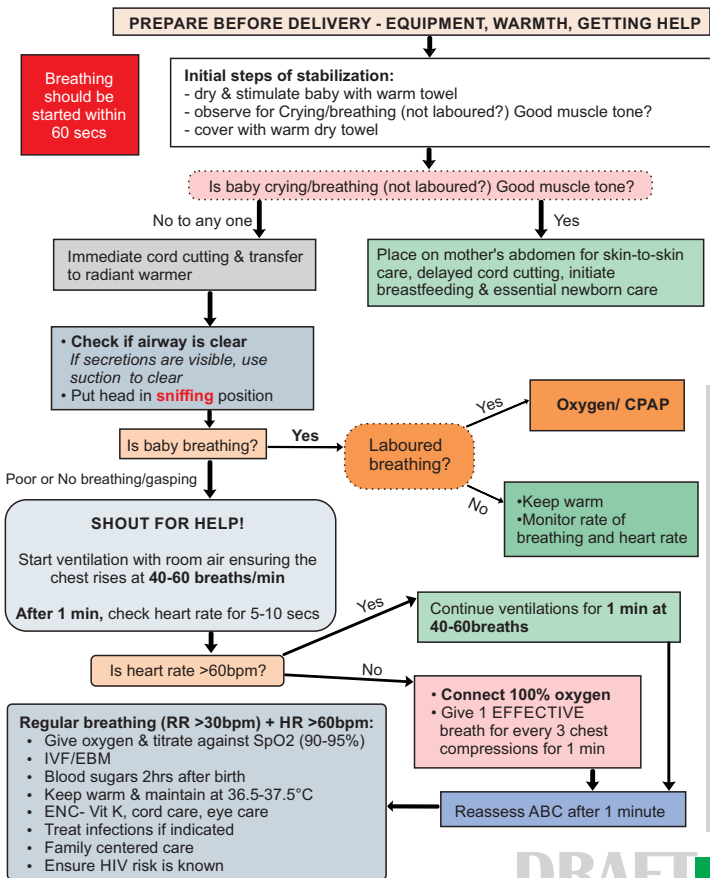 PREPARE BEFORE DELIVERY - EQUIPMENT, WARMTH, GETTING HELP
Breathing
should be
started within
60 secs
Initial steps of stabilization:
- dry & stimulate baby with warm towel
- observe for Crying/breathing (not laboured?) Good muscle tone?
- cover with warm dry towel
Is baby crying/breathing (not laboured?) Good muscle tone?
No to any one
Yes
Immediate cord cutting & transfer
to radiant warmer
Place on mother's abdomen for skin-to-skin
care, delayed cord cutting, initiate
breastfeeding & essential newborn care
• Check if airway is clear
If secretions are visible, use
suction to clear
• Put head in sniffing position
Is baby breathing?
Yes
Laboured
breathing?
Yes
Oxygen/ CPAP
No
•Keep warm
•Monitor rate of
breathing and heart rate
Poor or No breathing/gasping
SHOUT FOR HELP!
Start ventilation with room air ensuring the
chest rises at 40-60 breaths/min
After 1 min, check heart rate for 5-10 secs
Is heart rate >60bpm?
Yes
Continue ventilations for 1 min at
40-60breaths
No
• Connect 100% oxygen
• Give 1 EFFECTIVE
breath for every 3 chest
compressions for 1 min
Reassess ABC after 1 minute
Regular breathing (RR >30bpm) + HR >60bpm:
• Give oxygen & titrate against SpO2 (90-95%)
• IVF/EBM
• Blood sugars 2hrs after birth
• Keep warm & maintain at 36.5-37.5°C
• ENC- Vit K, cord care, eye care
• Treat infections if indicated
• Family centered care
• Ensure HIV risk is known
DRAFT